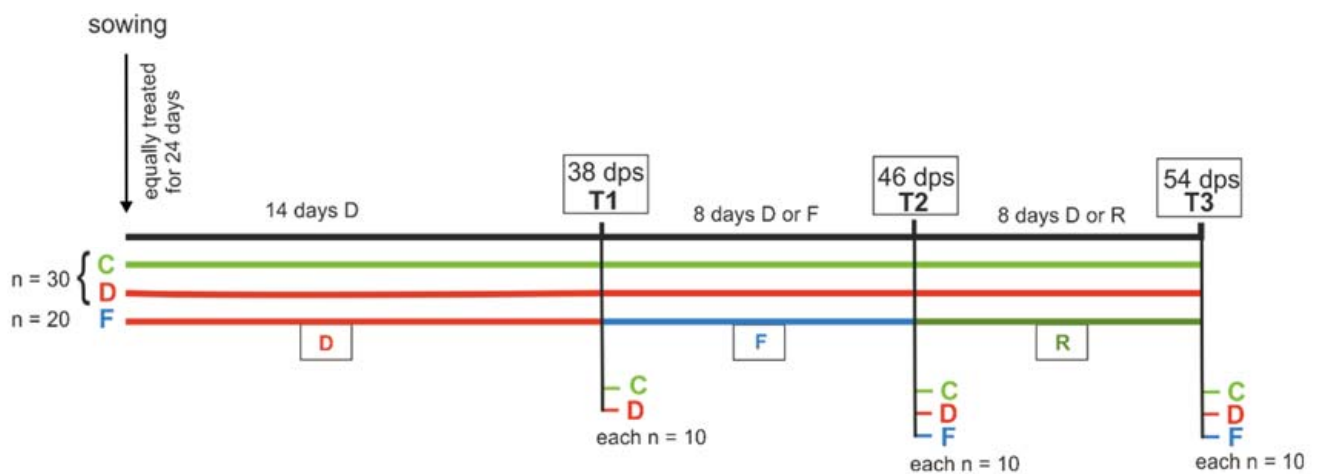 sowing
equally treated
for 24 days
14 days D
38 dps
T1
8 days D or F
46 dps
T2
8 days D or R
54 dps
T3
n = 30 { C
D
n = 20 F
D
F
R
C
D
each n = 10
C
D
F
each n = 10
C
D
F
each n = 10